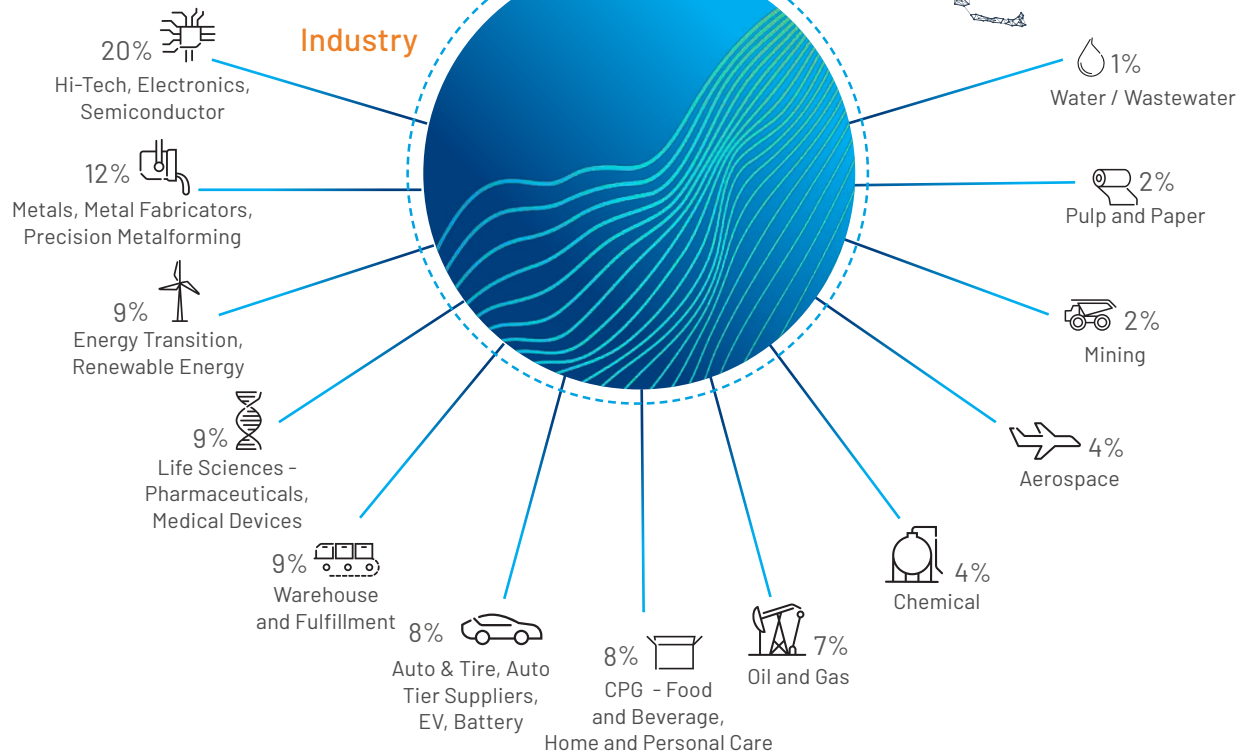 Industry
20%
Hi-Tech, Electronics,
Semiconductor
12%
Metals, Metal Fabricators,
Precision Metalforming
9%
Energy Transition,
Renewable Energy
9%
Life Sciences -
Pharmaceuticals,
Medical Devices
9%
Warehouse
and Fulfillment
8%
Auto & Tire, Auto
Tier Suppliers,
EV, Battery
8%
CPG - Food
and Beverage,
Home and Personal Care
7%
Oil and Gas
4%
Chemical
4%
Aerospace
2%
Mining
2%
Pulp and Paper
1%
Water / Wastewater